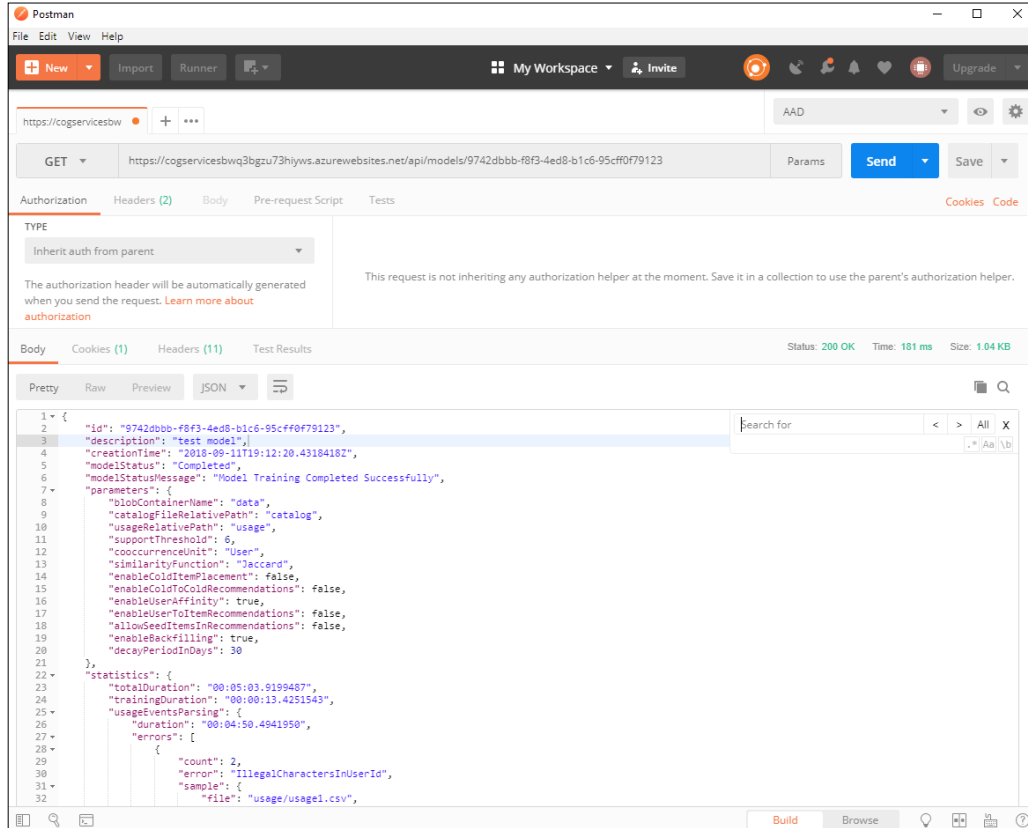 Postman
File Edit View Help
New Import Runner My Workspace Invite Upgrade
https://cogservicesbw + ••• AAD
GET https://cogservicesbwq3bgzu73hiyws.azurewebsites.net/api/models/9742dbbb-f8f3-4ed8-b1c6-95cff0f79123 Params Send Save
Authorization Headers (2) Body Pre-request Script Tests Cookies Code
TYPE
Inherit auth from parent
The authorization header will be automatically generated
when you send the request. Learn more about
authorization
This request is not inheriting any authorization helper at the moment. Save it in a collection to use the parent's authorization helper.
Body Cookies (1) Headers (11) Test Results Status: 200 OK Time: 181 ms Size: 1.04 KB
Pretty Raw Preview JSON
Search for < > All X
.* Aa \b
1 {
2 "id": "9742dbbb-f8f3-4ed8-b1c6-95cff0f79123",
3 "description": "test model",
4 "creationTime": "2018-09-11T19:12:20.4318418Z",
5 "modelStatus": "Completed",
6 "modelStatusMessage": "Model Training Completed Successfully",
7 "parameters": {
8 "blobContainerName": "data",
9 "catalogFileRelativePath": "catalog",
10 "usageRelativePath": "usage",
11 "supportThreshold": 6,
12 "cooccurrenceUnit": "User",
13 "similarityFunction": "Jaccard",
14 "enableColdItemPlacement": false,
15 "enableColdToColdRecommendations": false,
16 "enableUserAffinity": true,
17 "enableUserToItemRecommendations": false,
18 "allowSeedItemsInRecommendations": false,
19 "enableBackfilling": true,
20 "decayPeriodInDays": 30
21 },
22 "statistics": {
23 "totalDuration": "00:05:03.9199487",
24 "trainingDuration": "00:00:13.4251543",
25 "usageEventsParsing": {
26 "duration": "00:04:50.4941950",
27 "errors": [
28 {
29 "count": 2,
30 "error": "IllegalCharactersInUserId",
31 "sample": {
32 "file": "usage/usage1.csv",
Build Browse